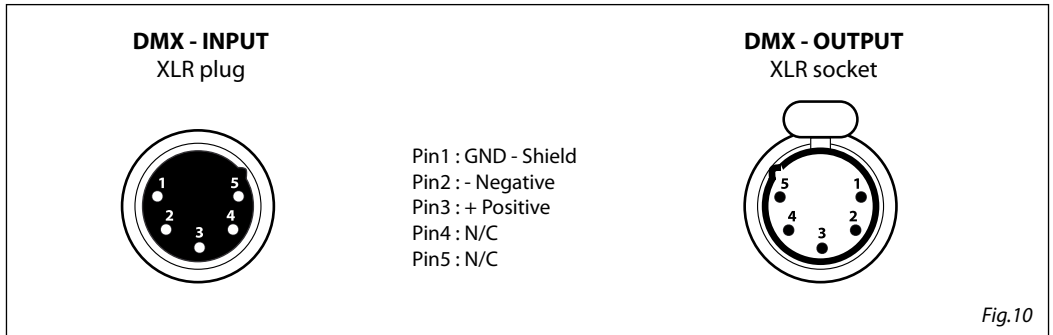 DMX - INPUT
XLR plug
1
5
2
4
3
Pin1 : GND - Shield
Pin2 : - Negative
Pin3 : + Positive
Pin4 : N/C
Pin5 : N/C
DMX - OUTPUT
XLR socket
5
1
4
2
3
Fig.10